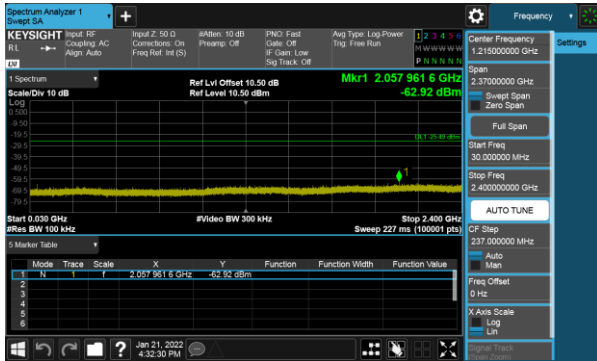 Spectrum Analyzer 1
Swept SA
Frequency
KEYSIGHT
RL
Input: RF
Coupling: AC
Align: Auto
Input Z: 50 Ω
Corrections: On
Freq Ref: Int (S)
#Atten: 10 dB
Preamp: Off
PNO: Fast
Gate: Off
IF Gain: Low
Sig Track: Off
Avg Type: Log-Power
Trig: Free Run
1 2 3 4 5 6
M W W W W W
P N N N N N
Settings
Center Frequency
1.215000000 GHz
Span
2.37000000 GHz
Swept Span
Zero Span
Full Span
Start Freq
30.000000 MHz
Stop Freq
2.400000000 GHz
AUTO TUNE
CF Step
237.000000 MHz
Auto
Man
Freq Offset
0 Hz
X Axis Scale
Log
Lin
Signal Track
(Span Zoom)
1 Spectrum
Scale/Div 10 dB
Log
Ref Lvl Offset 10.50 dB
Ref Level 10.50 dBm
Mkr1 2.057 961 6 GHz
-62.92 dBm
0.500
-9.50
-19.5
-29.5
-39.5
-49.5
-59.5
-69.5
-79.5
1
Start 0.030 GHz
#Res BW 100 kHz
#Video BW 300 kHz
Stop 2.400 GHz
Sweep 227 ms (100001 pts)
5 Marker Table
Mode Trace Scale X Y Function Function Width Function Value
1 N 1 f 2.057 961 6 GHz -62.92 dBm
2
3
4
5
6
?
Jan 21, 2022
4:32:30 PM